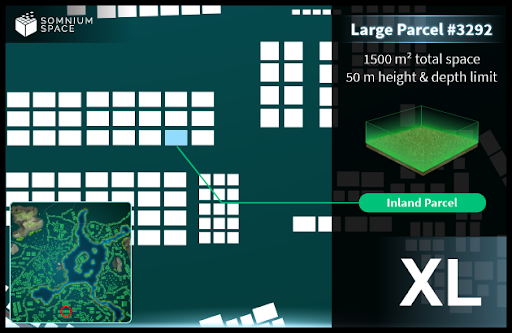 SOMNIUM
SPACE
Large Parcel #3292
1500 m² total space
50 m height & depth limit
Inland Parcel
XL